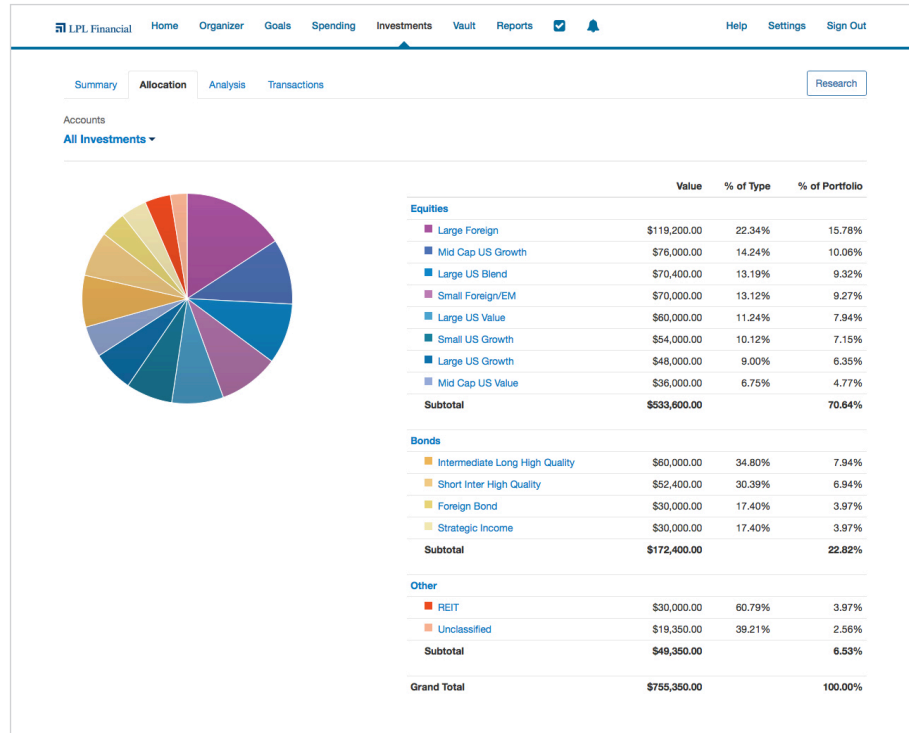 LPL Financial Home Organizer Goals Spending Investments Vault Reports Help Settings Sign Out
Summary Allocation Analysis Transactions Research
Accounts
All Investments
Value % of Type % of Portfolio
Equities
Large Foreign $119,200.00 22.34% 15.78%
Mid Cap US Growth $76,000.00 14.24% 10.06%
Large US Blend $70,400.00 13.19% 9.32%
Small Foreign/EM $70,000.00 13.12% 9.27%
Large US Value $60,000.00 11.24% 7.94%
Small US Growth $54,000.00 10.12% 7.15%
Large US Growth $48,000.00 9.00% 6.35%
Mid Cap US Value $36,000.00 6.75% 4.77%
Subtotal $533,600.00 70.64%
Bonds
Intermediate Long High Quality $60,000.00 34.80% 7.94%
Short Inter High Quality $52,400.00 30.39% 6.94%
Foreign Bond $30,000.00 17.40% 3.97%
Strategic Income $30,000.00 17.40% 3.97%
Subtotal $172,400.00 22.82%
Other
REIT $30,000.00 60.79% 3.97%
Unclassified $19,350.00 39.21% 2.56%
Subtotal $49,350.00 6.53%
Grand Total $755,350.00 100.00%